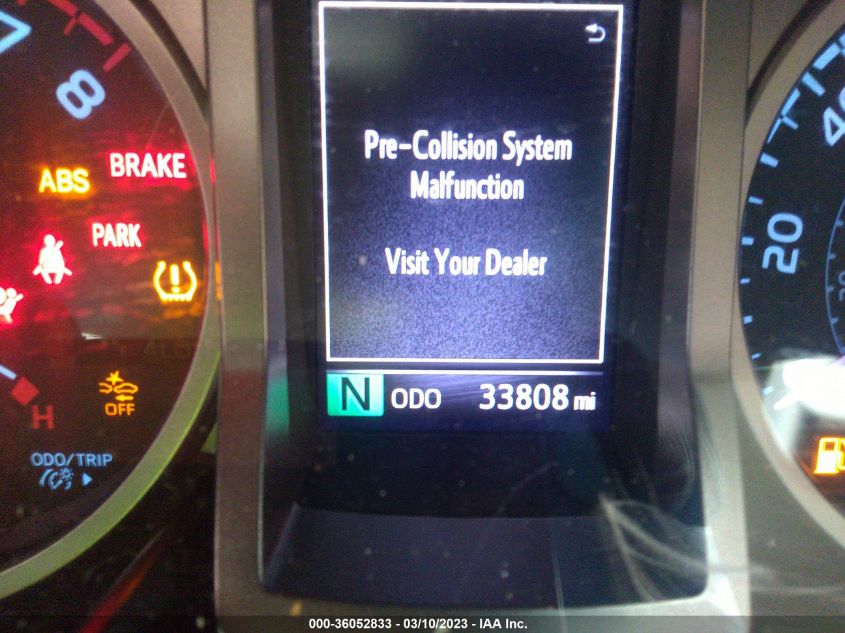 7
8
ABS
BRAKE
PARK
H
OFF
ODO/TRIP
Pre-Collision System
Malfunction
Visit Your Dealer
N ODO 33808 mi
20
000-36052833 - 03/10/2023 - IAA Inc.